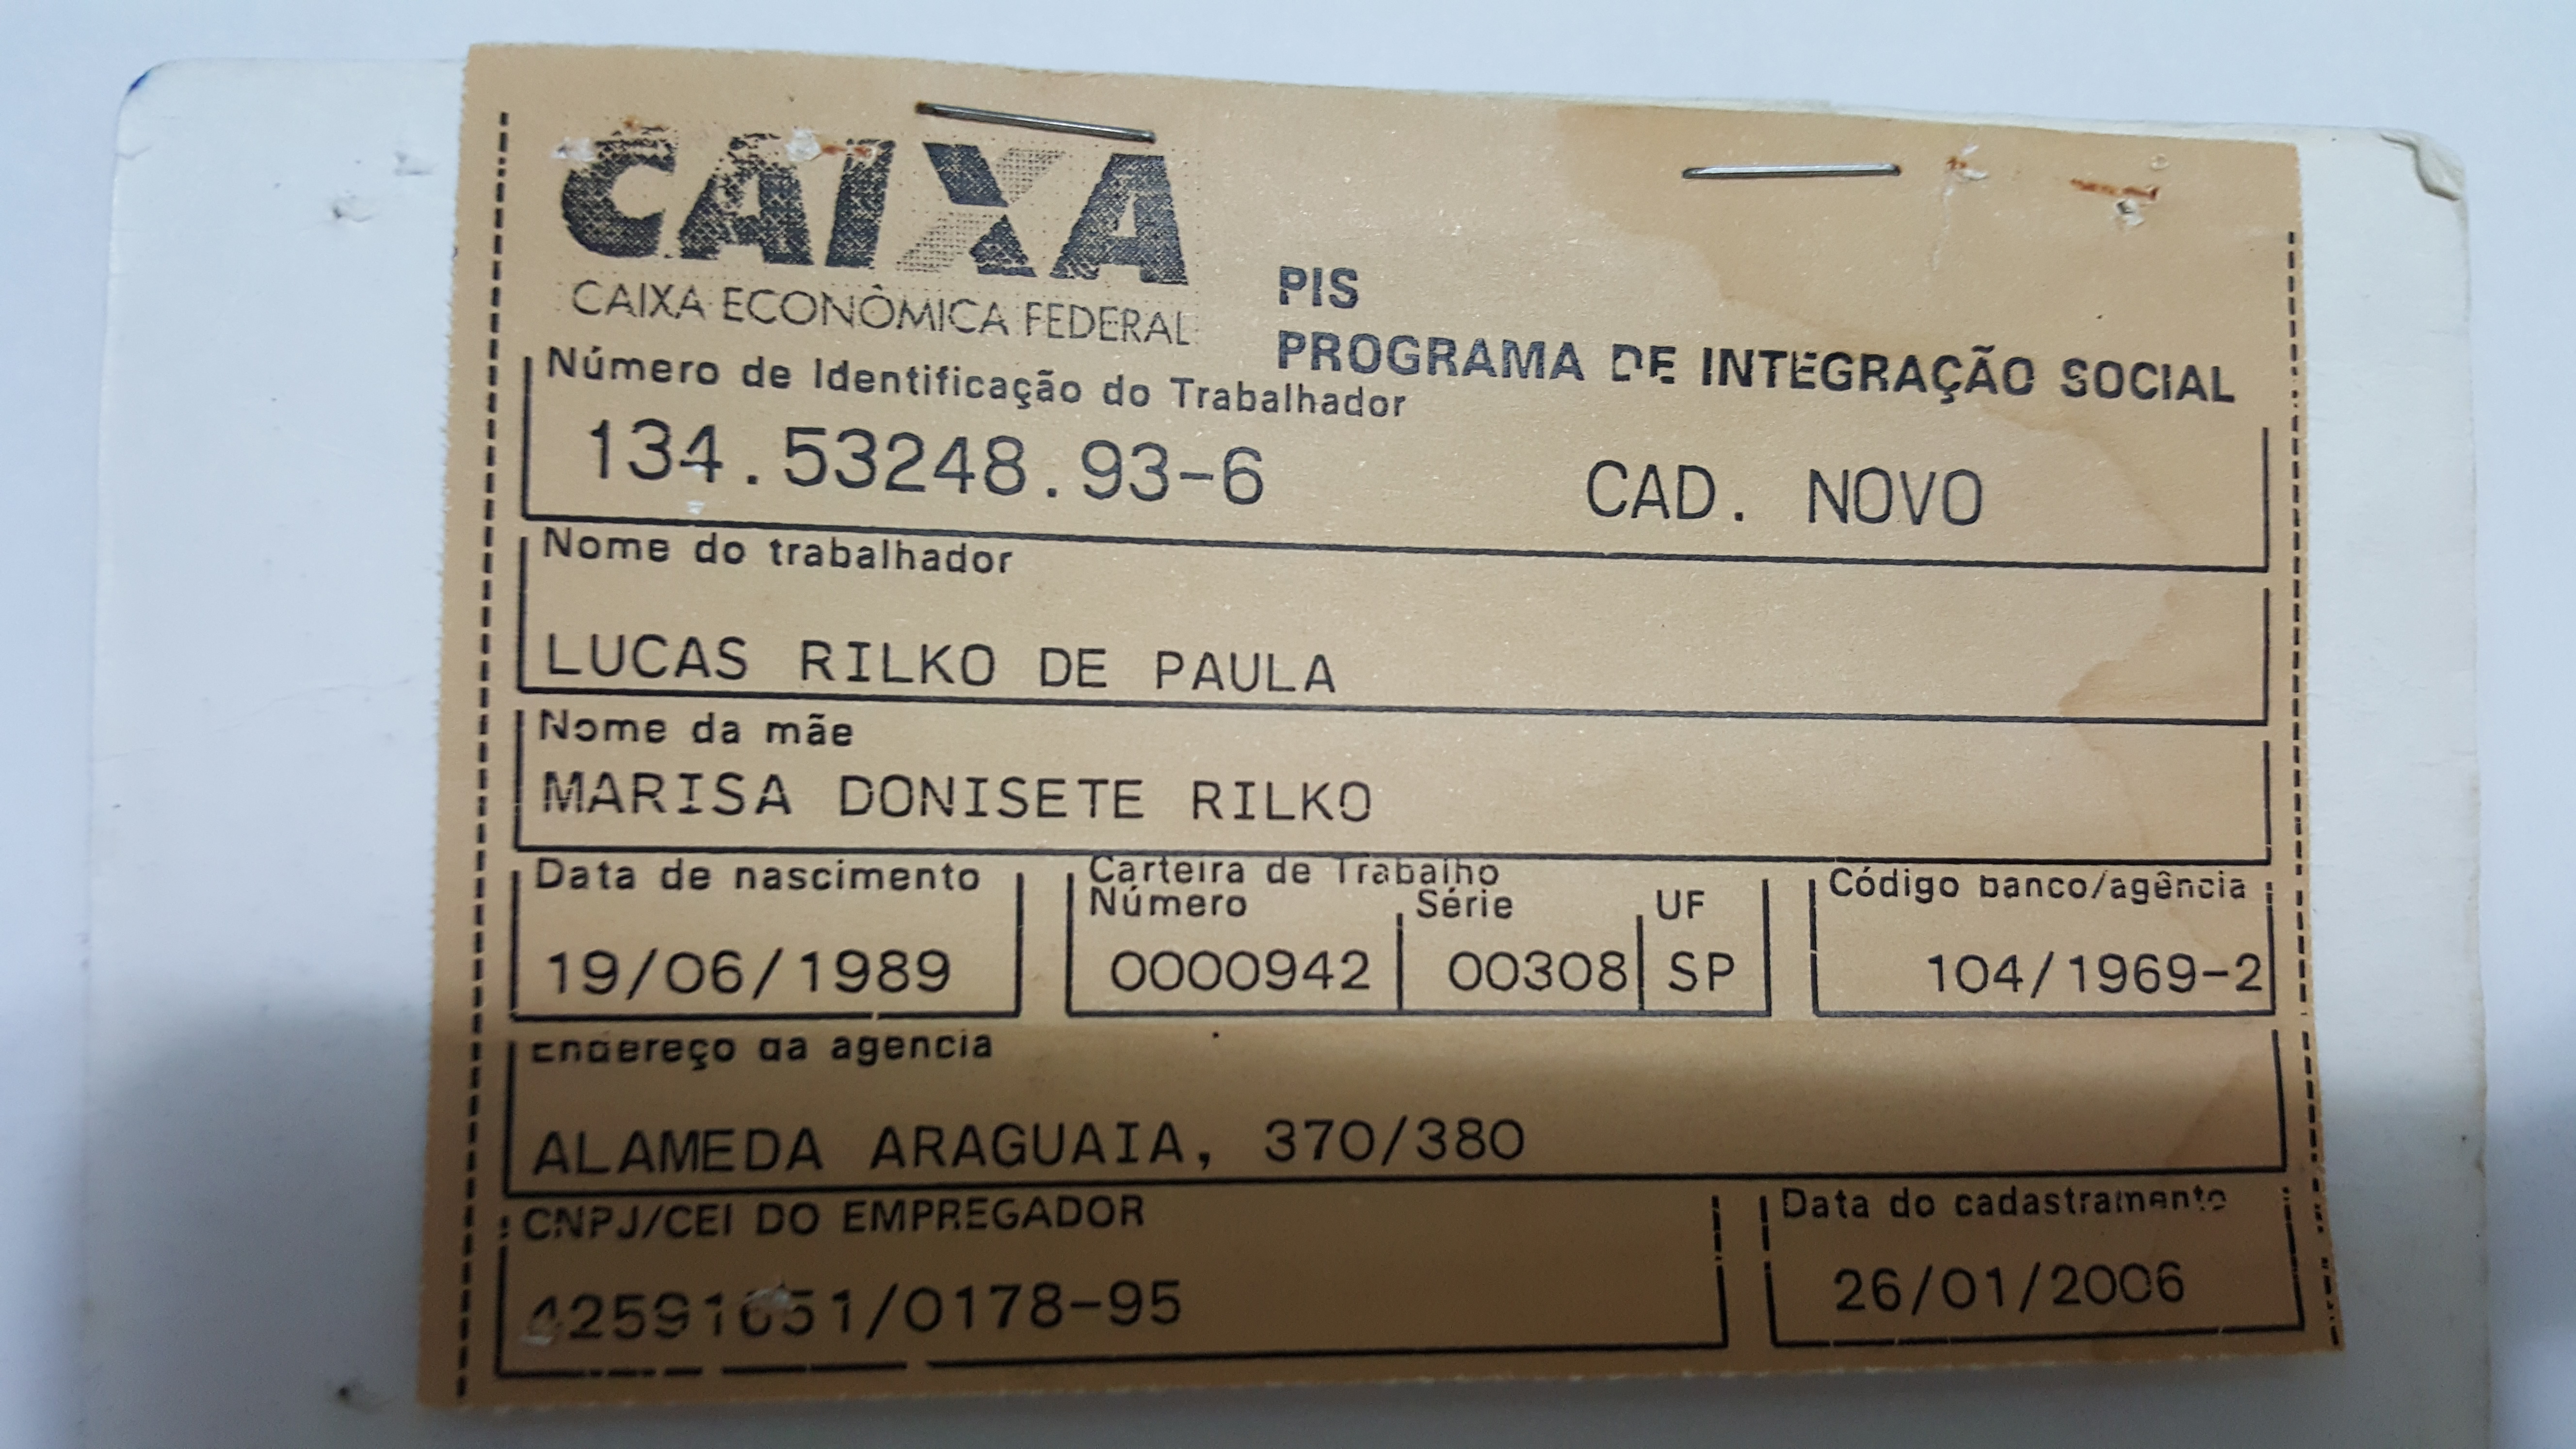 CAIXA
CAIXA ECONÔMICA FEDERAL
PIS
PROGRAMA DE INTEGRAÇÃO SOCIAL
Número de Identificação do Trabalhador
134.53248.93-6 CAD. NOVO
Nome do trabalhador
LUCAS RILKO DE PAULA
Nome da mãe
MARISA DONISETE RILKO
Data de nascimento
19/06/1989
Carteira de Trabalho
Número Série UF
0000942 00308 SP
Código banco/agência
104/1969-2
Endereço da agencia
ALAMEDA ARAGUAIA, 370/380
CNPJ/CEI DO EMPREGADOR
42591651/0178-95
Data do cadastramento
26/01/2006